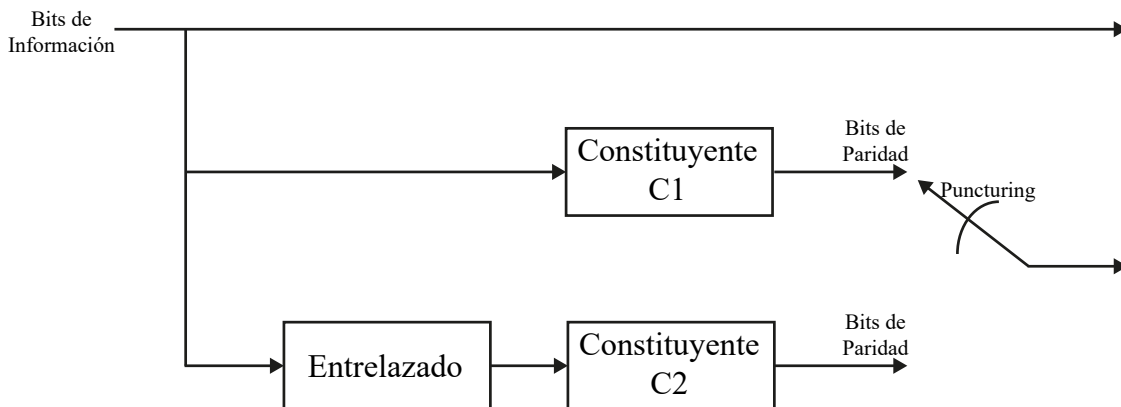 Bits de
Información
Constituyente
C1
Bits de
Paridad
Puncturing
Entrelazado
Constituyente
C2
Bits de
Paridad